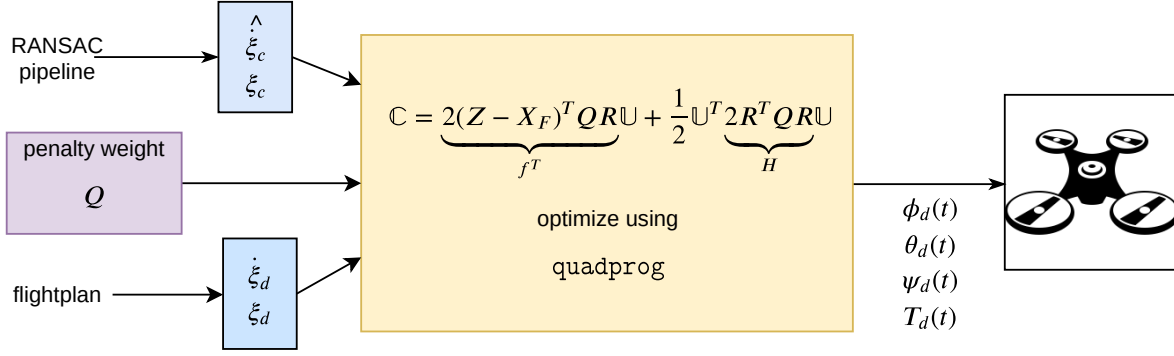 RANSAC
pipeline
^
ξ̇_c
ξ_c
penalty weight
Q
flightplan
ξ̇_d
ξ_d
ℂ = 2(Z − X_F)^T QR𝕌 + 1/2 𝕌^T 2R^T QR𝕌
f^T
H
optimize using
quadprog
ϕ_d(t)
θ_d(t)
ψ_d(t)
T_d(t)